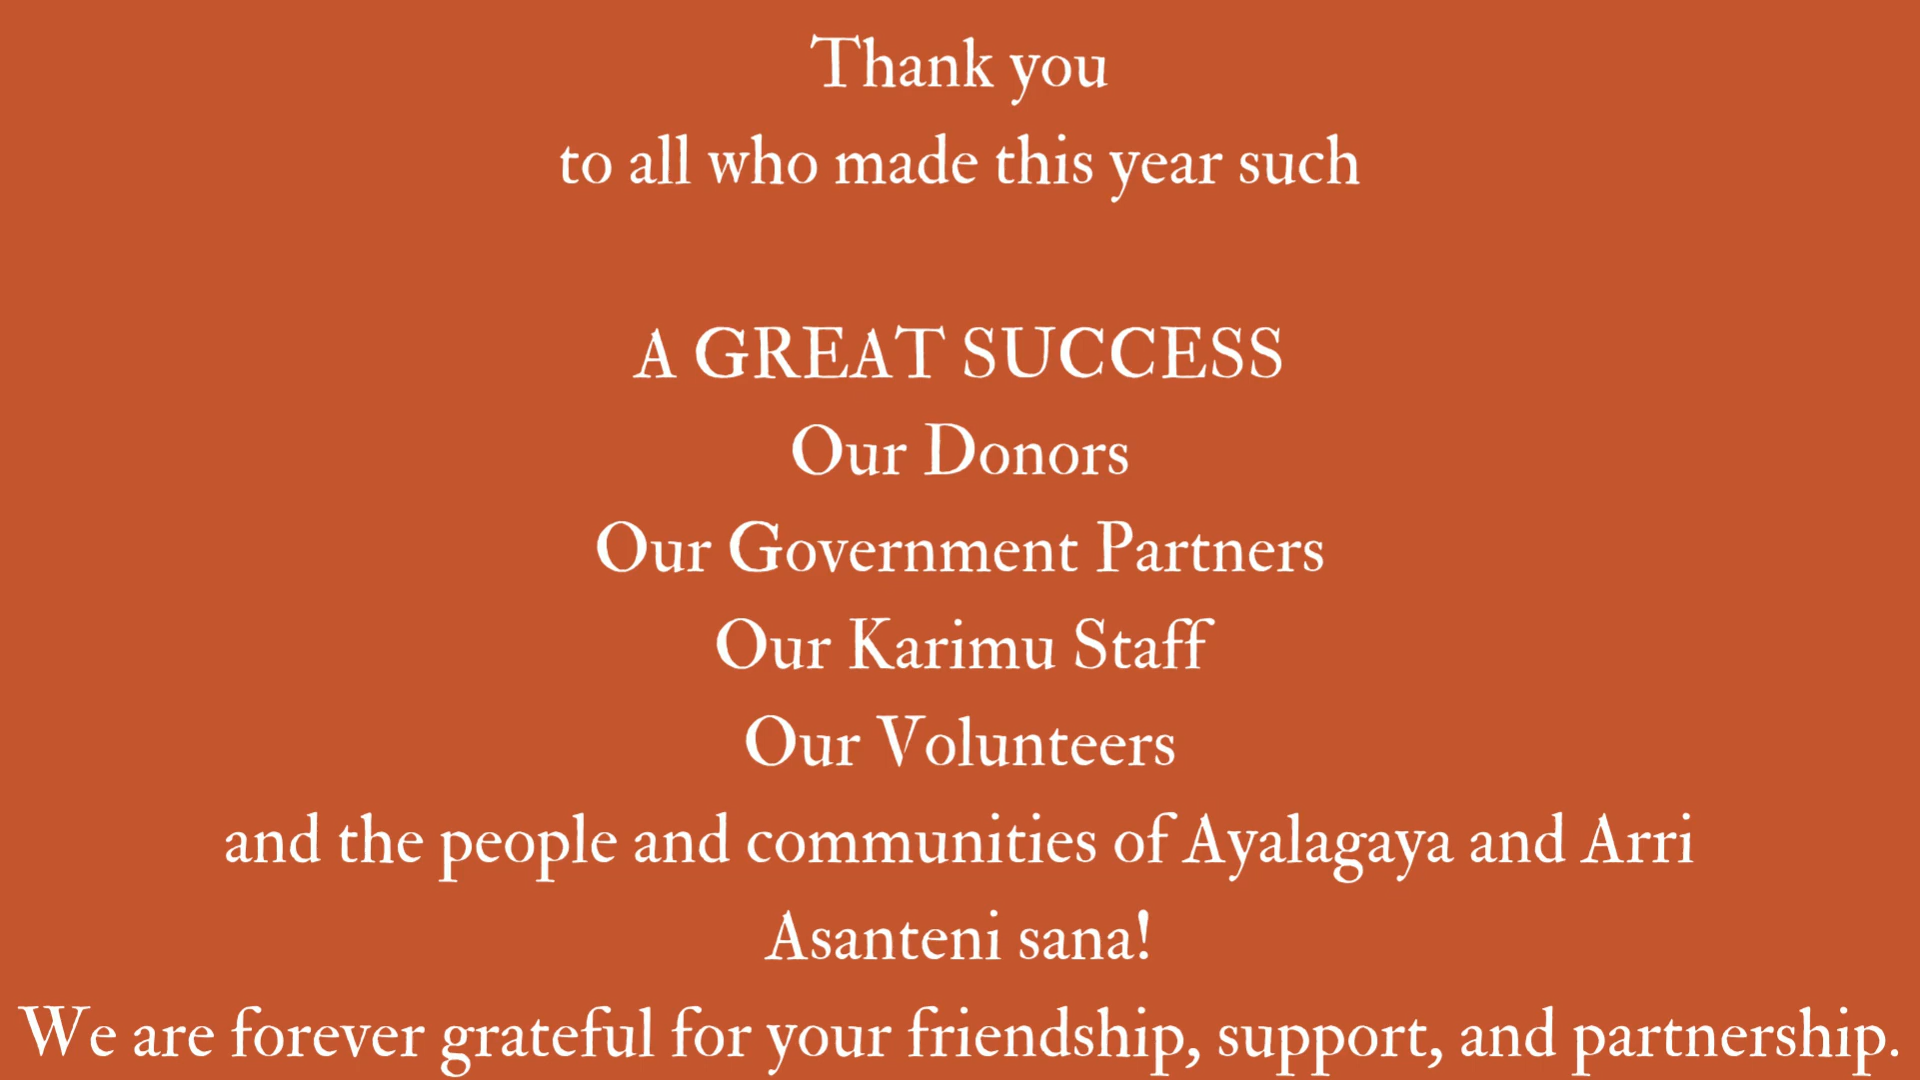 Thank you
to all who made this year such
A GREAT SUCCESS
Our Donors
Our Government Partners
Our Karimu Staff
Our Volunteers
and the people and communities of Ayalagaya and Arri
Asanteni sana!
We are forever grateful for your friendship, support, and partnership.